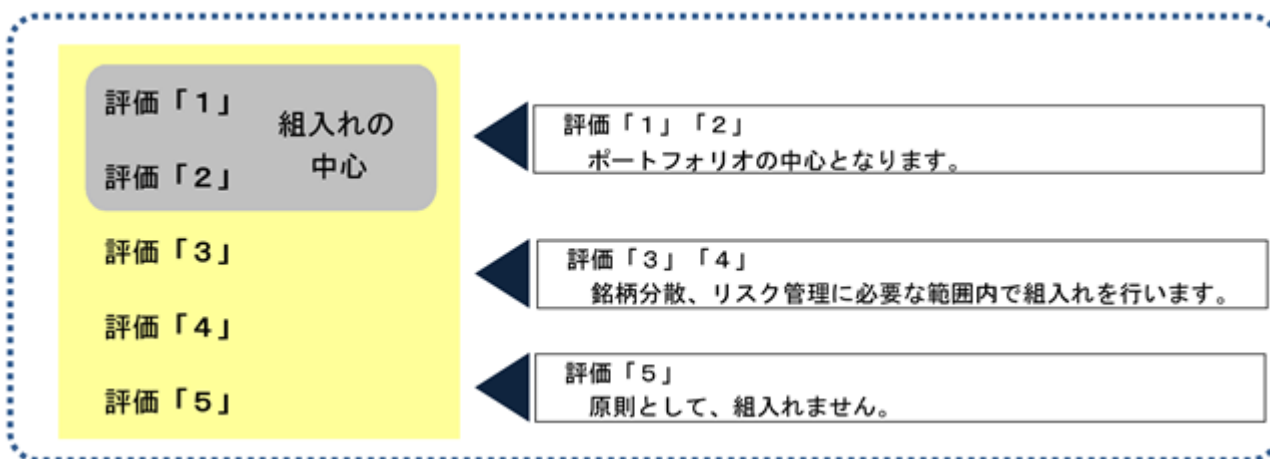 評価「１」
組入れの
中心
評価「２」
評価「３」
評価「４」
評価「５」
評価「１」「２」
ポートフォリオの中心となります。
評価「３」「４」
銘柄分散、リスク管理に必要な範囲内で組入れを行います。
評価「５」
原則として、組入れません。